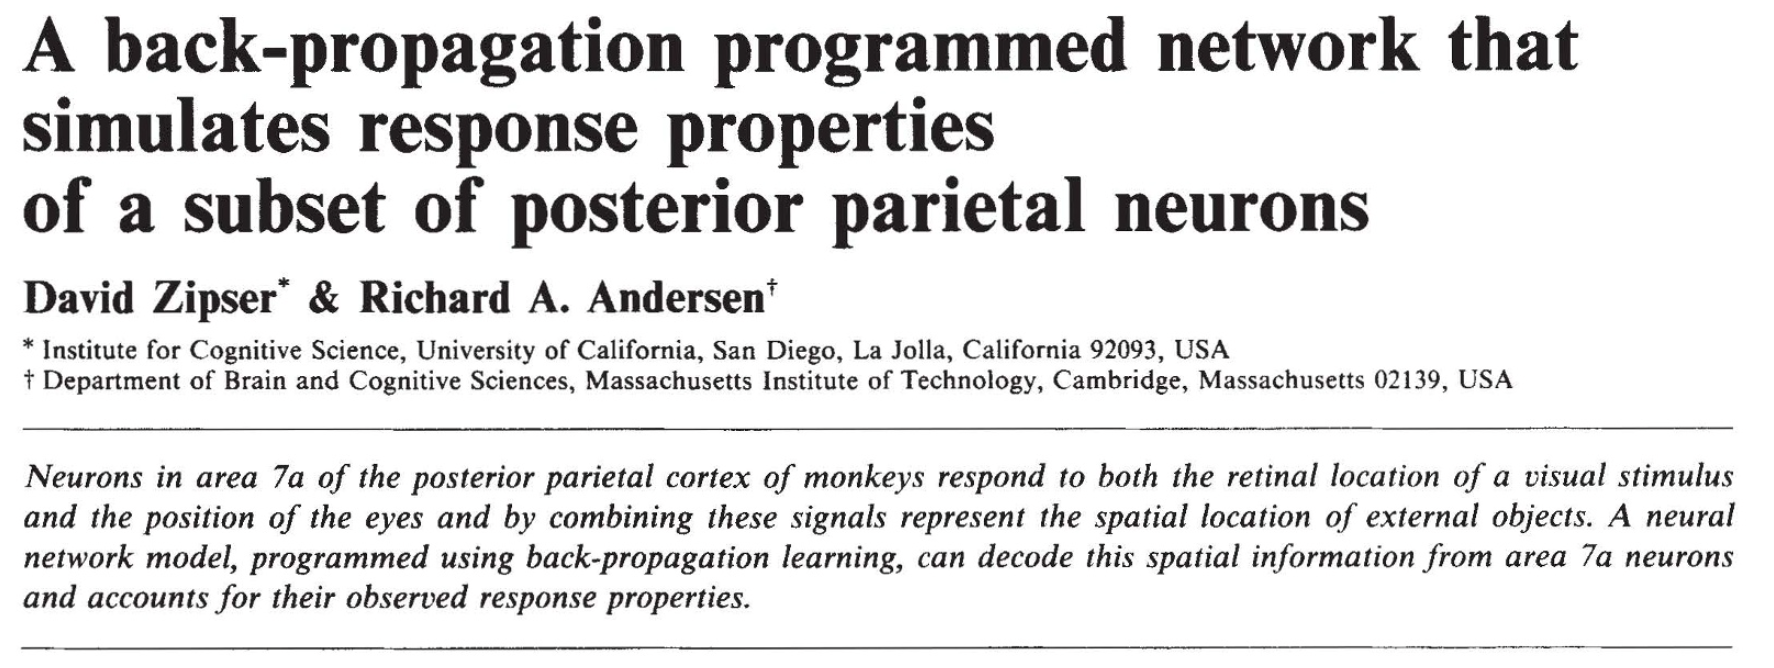 A back-propagation programmed network that
simulates response properties
of a subset of posterior parietal neurons
David Zipser* & Richard A. Andersen†
* Institute for Cognitive Science, University of California, San Diego, La Jolla, California 92093, USA
† Department of Brain and Cognitive Sciences, Massachusetts Institute of Technology, Cambridge, Massachusetts 02139, USA
Neurons in area 7a of the posterior parietal cortex of monkeys respond to both the retinal location of a visual stimulus
and the position of the eyes and by combining these signals represent the spatial location of external objects. A neural
network model, programmed using back-propagation learning, can decode this spatial information from area 7a neurons
and accounts for their observed response properties.